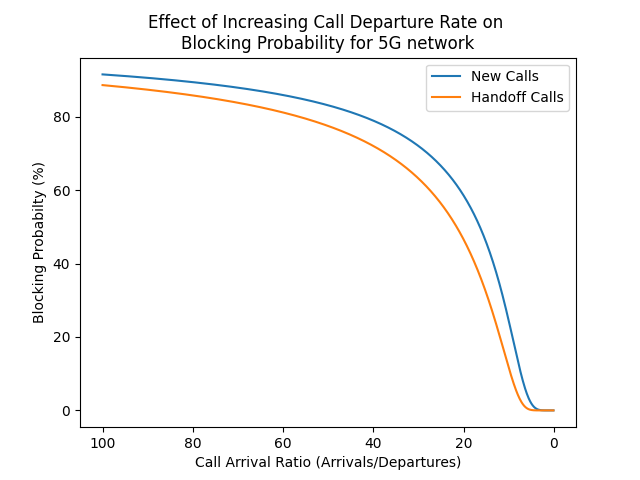 Effect of Increasing Call Departure Rate on
Blocking Probability for 5G network
New Calls
Handoff Calls
Blocking Probabilty (%)
80
60
40
20
0
100 80 60 40 20 0
Call Arrival Ratio (Arrivals/Departures)